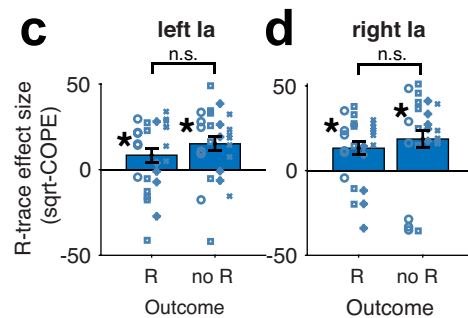 c left Ia
n.s.
R-trace effect size
(sqrt-COPE)
50
*
*
0
-50
R no R
Outcome
d right Ia
n.s.
50
*
*
0
-50
R no R
Outcome